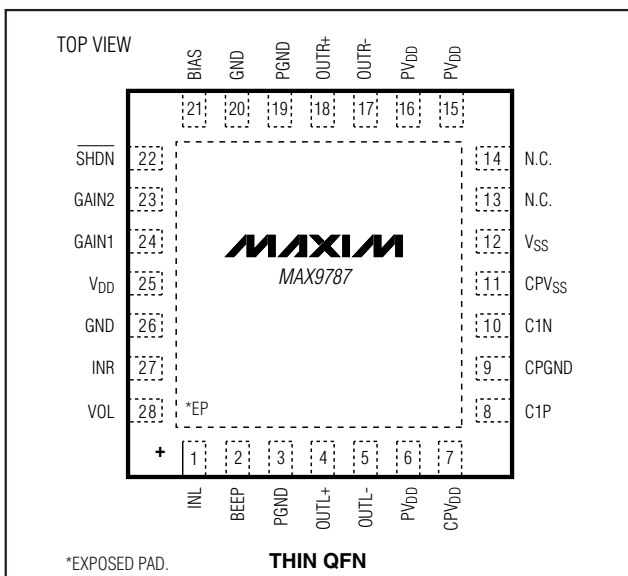 TOP VIEW
BIAS
GND
PGND
OUTR+
OUTR-
PVDD
PVDD
21 20 19 18 17 16 15
SHDN 22
GAIN2 23
GAIN1 24
VDD 25
GND 26
INR 27
VOL 28
14 N.C.
13 N.C.
12 VSS
11 CPVSS
10 C1N
9 CPGND
8 C1P
MAXIM
MAX9787
*EP
+
1 2 3 4 5 6 7
INL
BEEP
PGND
OUTL+
OUTL-
PVDD
CPVDD
*EXPOSED PAD.
THIN QFN